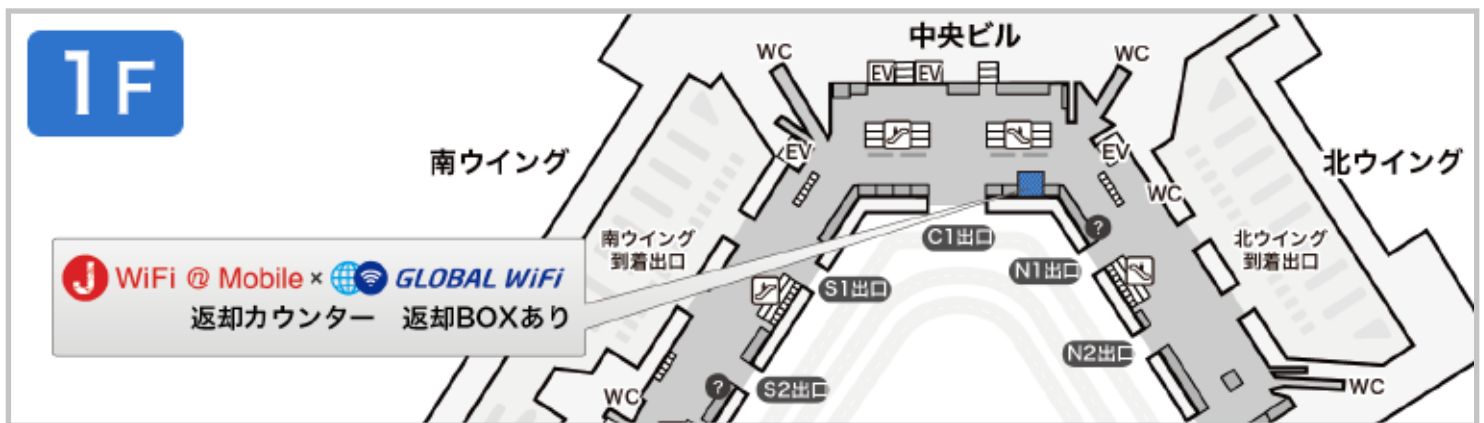 1F
中央ビル
WC
WC
EV
EV
南ウイング
EV
EV
北ウイング
WC
南ウイング
到着出口
C1出口
?
北ウイング
到着出口
N1出口
J WiFi @ Mobile × GLOBAL WiFi
返却カウンター 返却BOXあり
S1出口
N2出口
WC
?
S2出口
WC